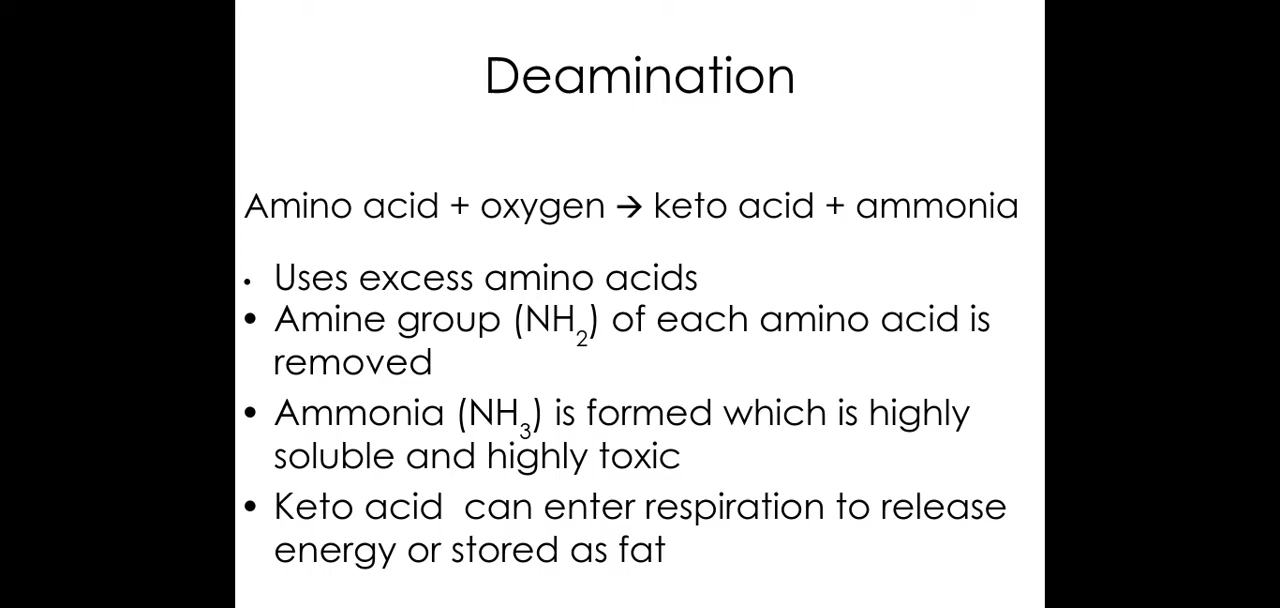 Deamination
Amino acid + oxygen → keto acid + ammonia
• Uses excess amino acids
• Amine group (NH₂) of each amino acid is
removed
• Ammonia (NH₃) is formed which is highly
soluble and highly toxic
• Keto acid  can enter respiration to release
energy or stored as fat